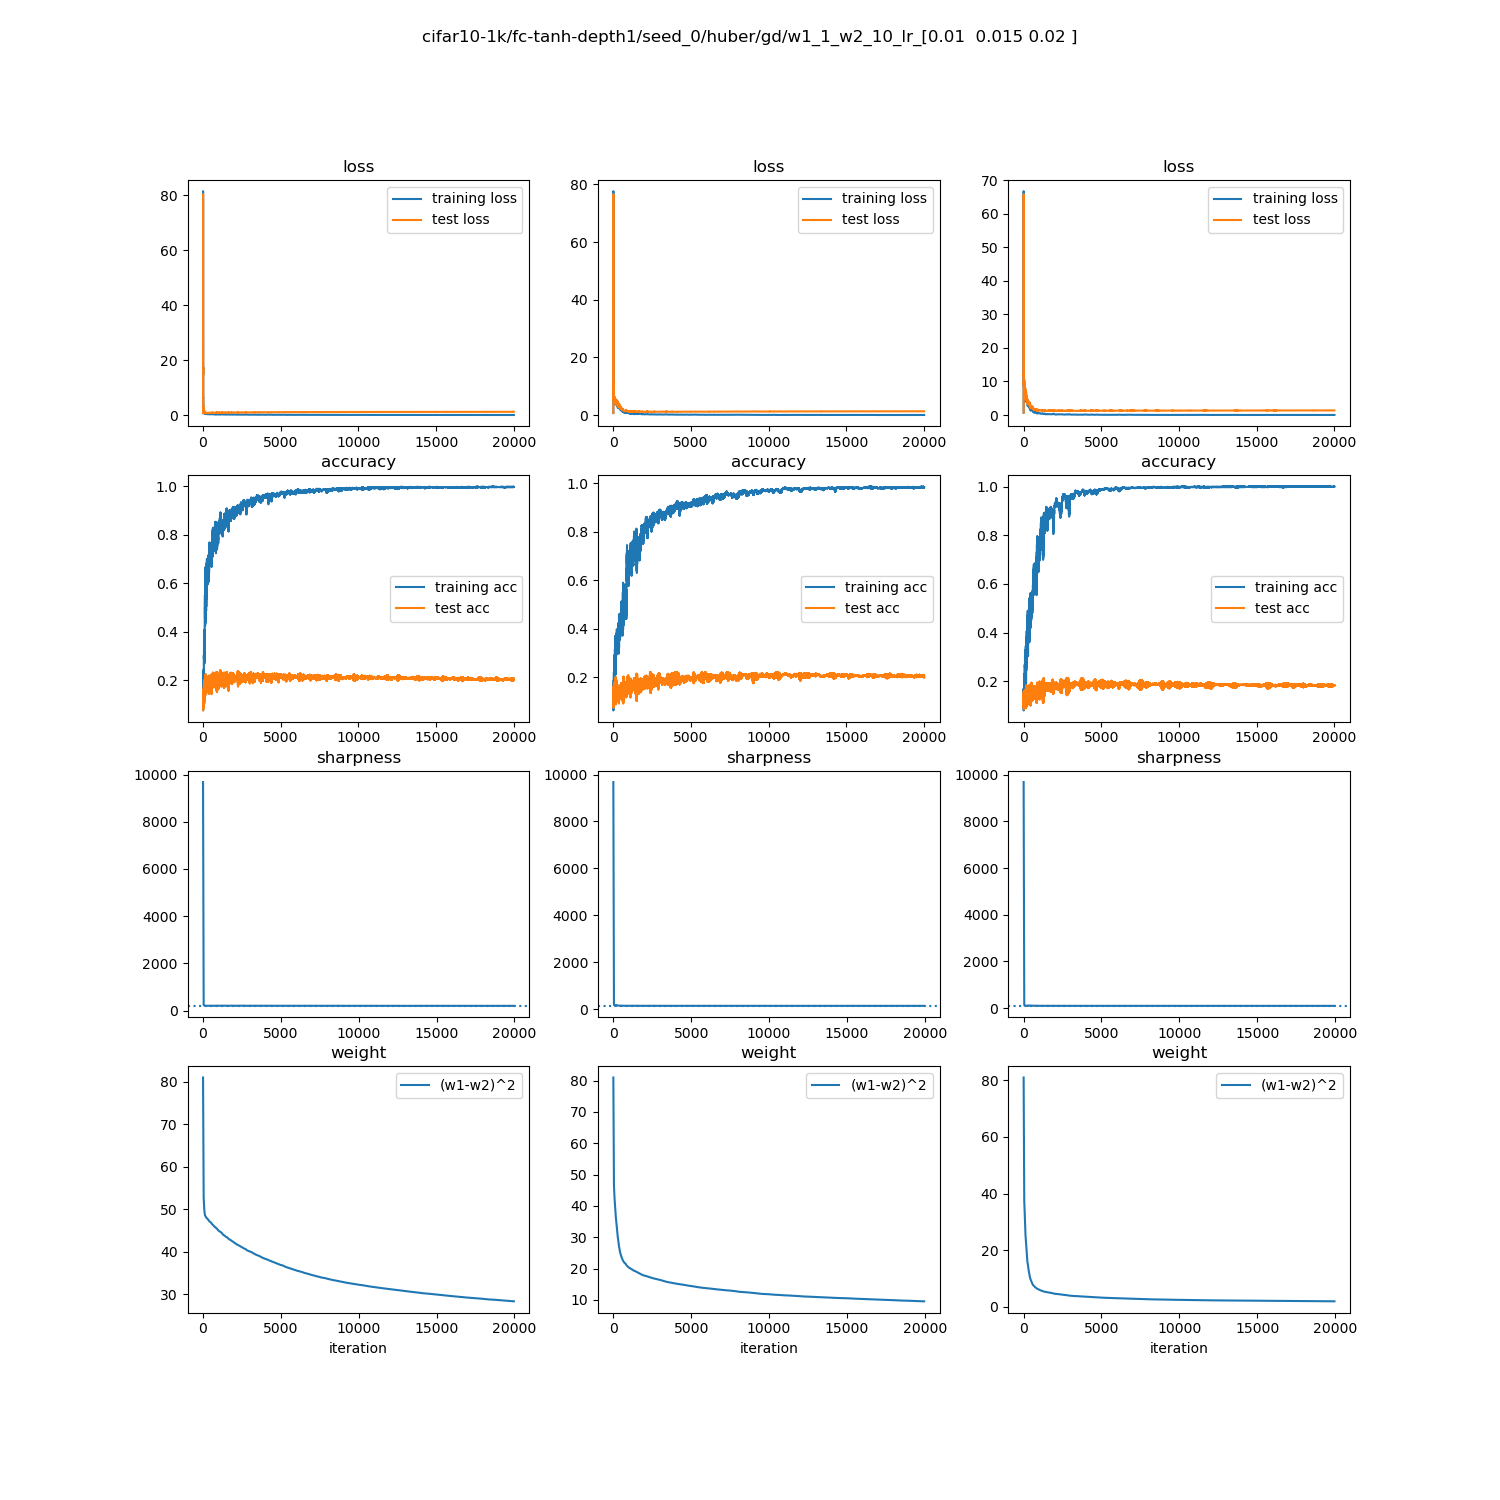 cifar10-1k/fc-tanh-depth1/seed_0/huber/gd/w1_1_w2_10_lr_[0.01  0.015 0.02 ]
loss loss loss
training loss
test loss
training loss
test loss
training loss
test loss
80
60
40
20
0
80
60
40
20
0
70
60
50
40
30
20
10
0
0 5000 10000 15000 20000
0 5000 10000 15000 20000
0 5000 10000 15000 20000
accuracy accuracy accuracy
training acc
test acc
training acc
test acc
training acc
test acc
1.0
0.8
0.6
0.4
0.2
1.0
0.8
0.6
0.4
0.2
1.0
0.8
0.6
0.4
0.2
0 5000 10000 15000 20000
0 5000 10000 15000 20000
0 5000 10000 15000 20000
sharpness sharpness sharpness
10000
8000
6000
4000
2000
0
10000
8000
6000
4000
2000
0
10000
8000
6000
4000
2000
0
0 5000 10000 15000 20000
0 5000 10000 15000 20000
0 5000 10000 15000 20000
weight weight weight
(w1-w2)^2
(w1-w2)^2
(w1-w2)^2
80
70
60
50
40
30
80
70
60
50
40
30
20
10
80
60
40
20
0
0 5000 10000 15000 20000
0 5000 10000 15000 20000
0 5000 10000 15000 20000
iteration iteration iteration